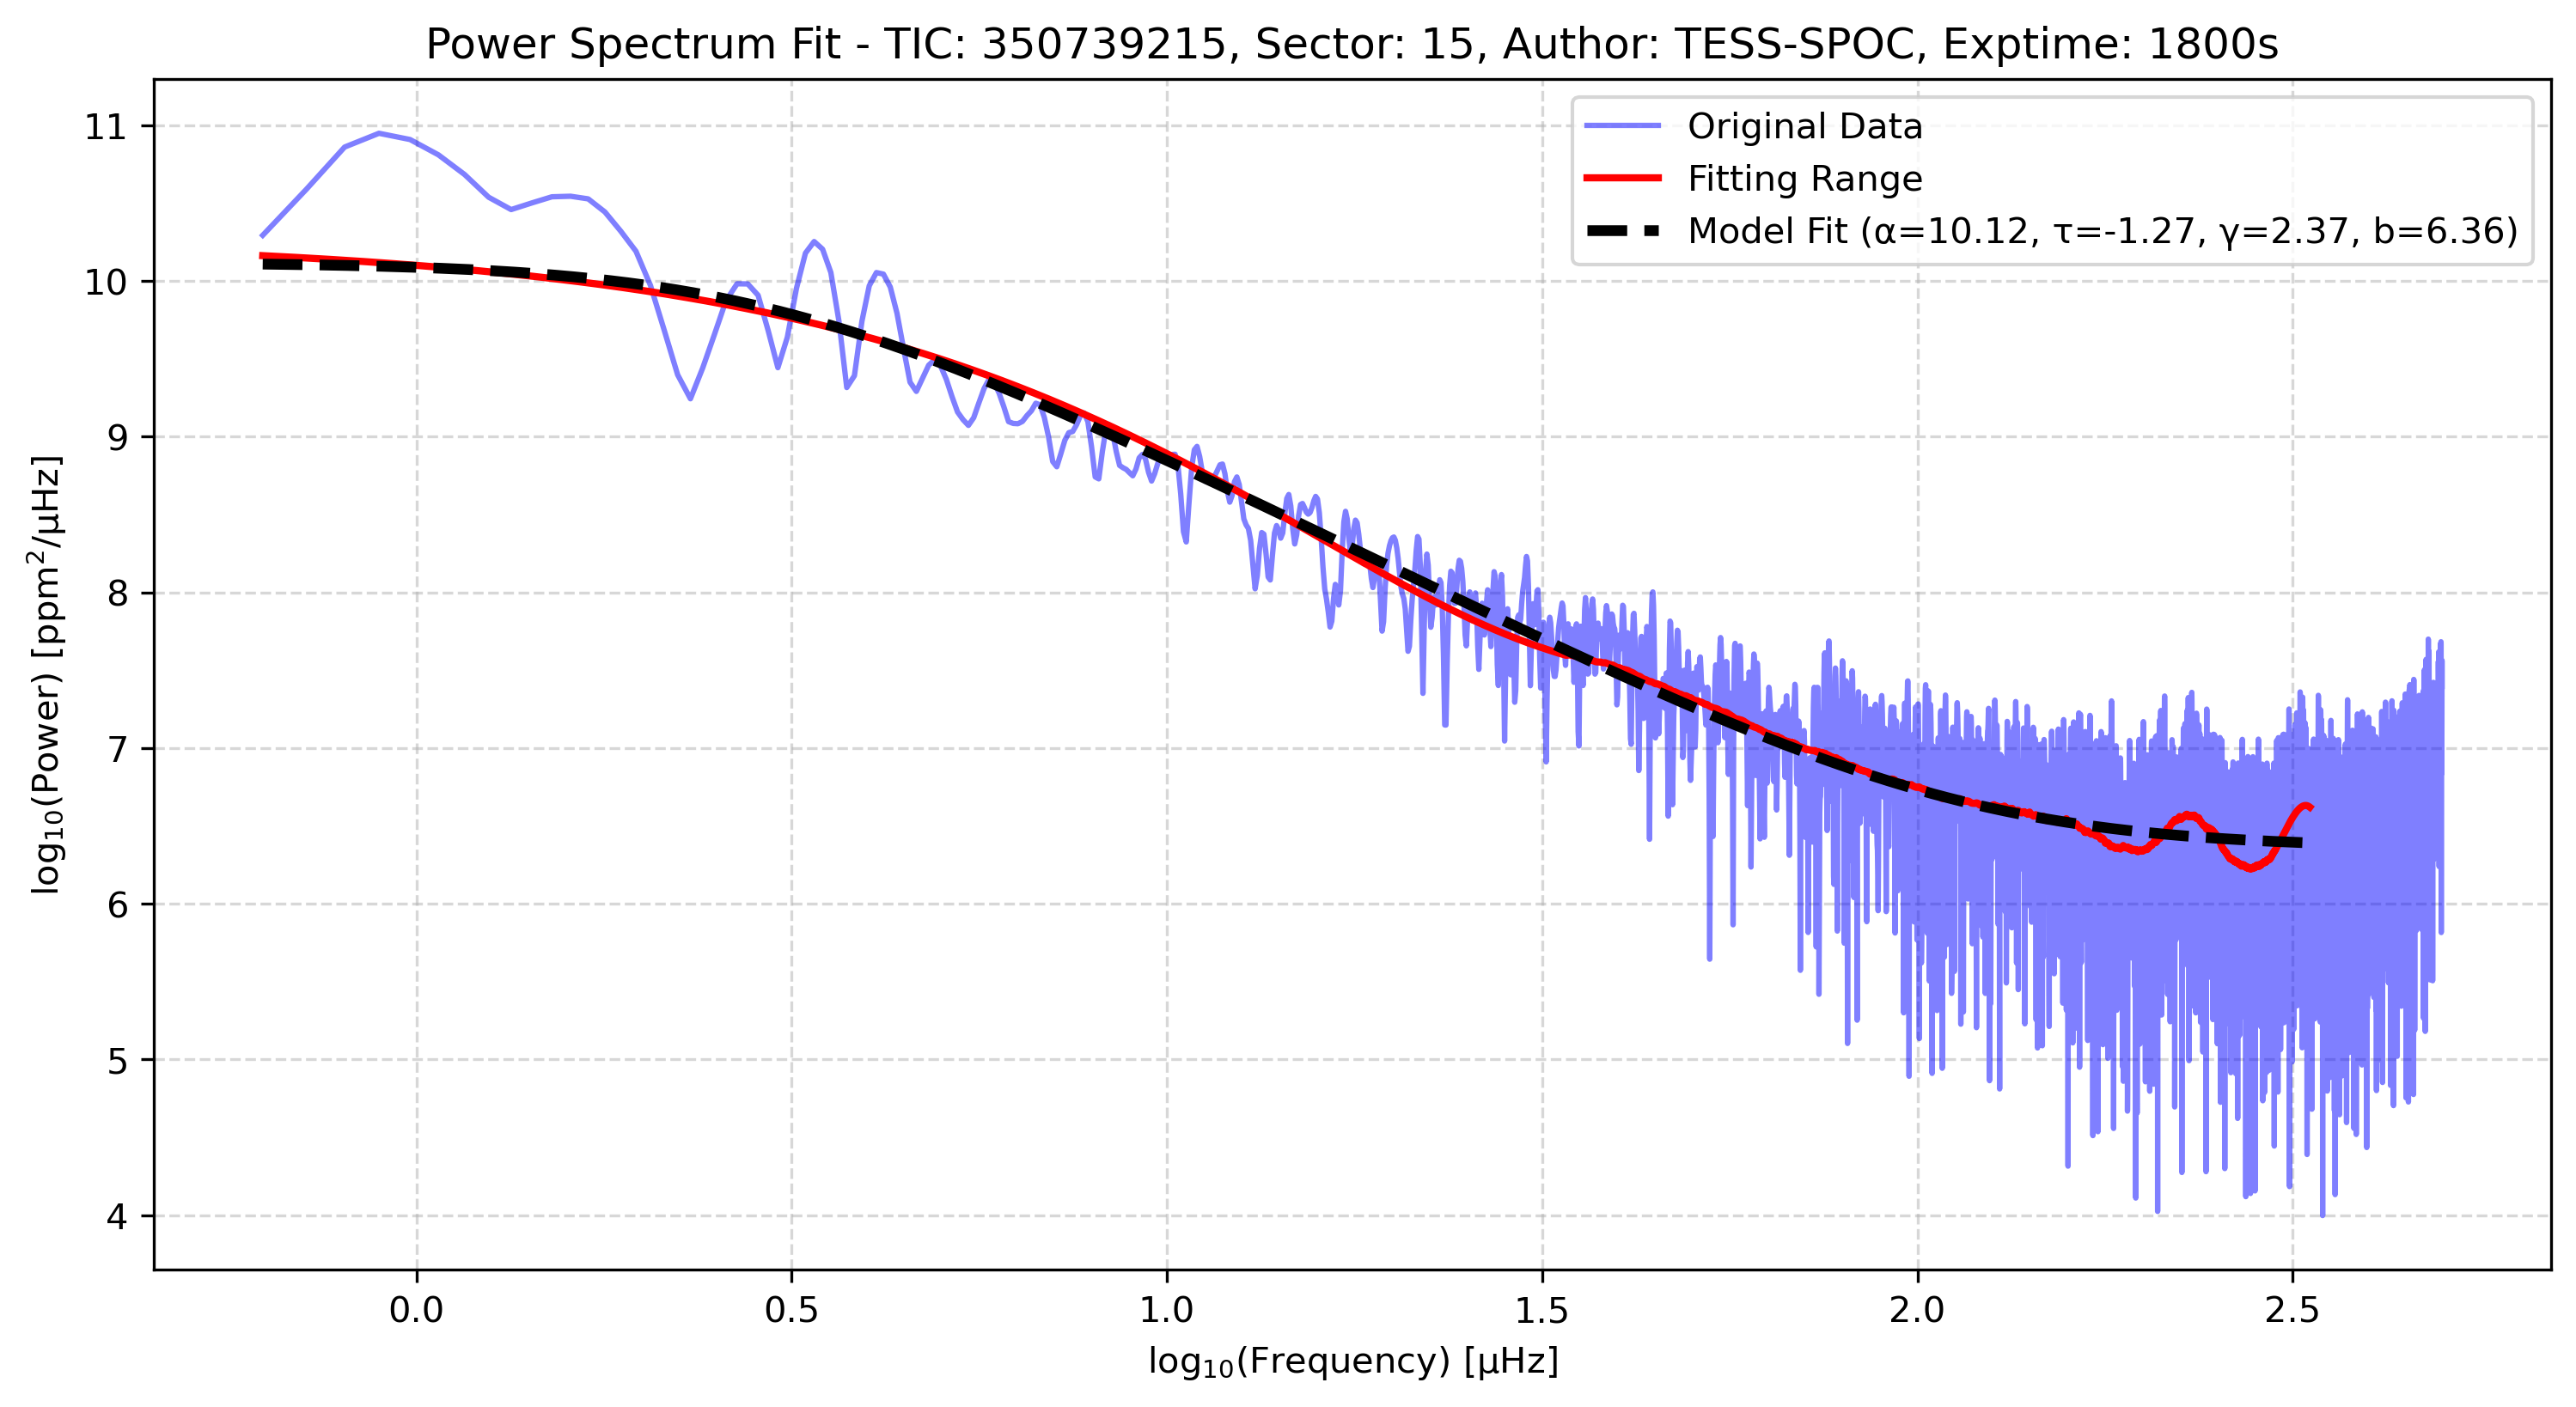 Power Spectrum Fit - TIC: 350739215, Sector: 15, Author: TESS-SPOC, Exptime: 1800s
Original Data
Fitting Range
Model Fit (α=10.12, τ=-1.27, γ=2.37, b=6.36)
log₁₀(Power) [ppm²/μHz]
11
10
9
8
7
6
5
4
0.0 0.5 1.0 1.5 2.0 2.5
log₁₀(Frequency) [μHz]